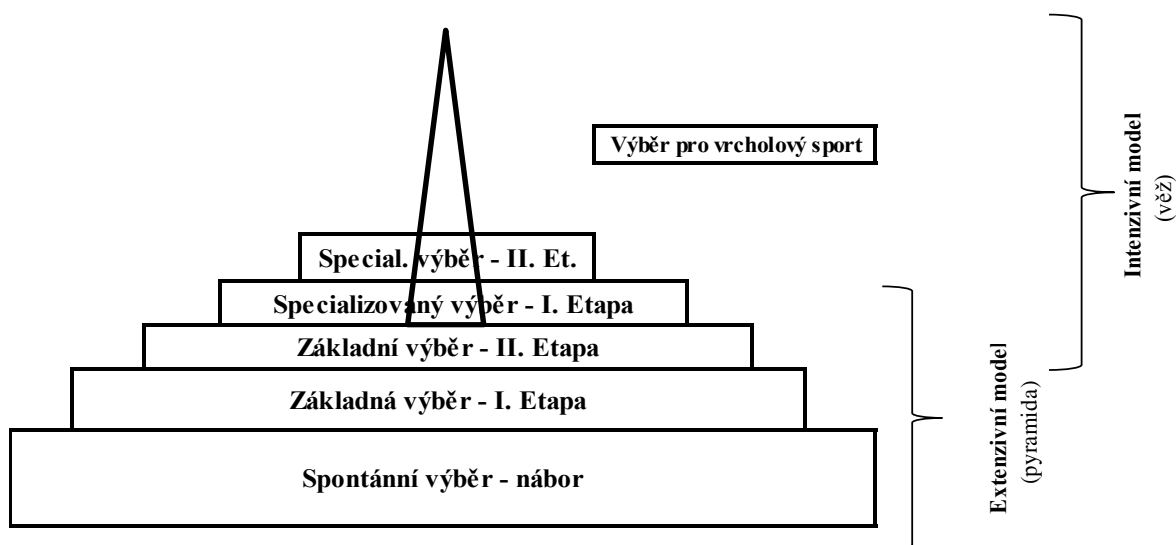 Výběr pro vrcholový sport
Special. výběr - II. Et.
Specializovaný výběr - I. Etapa
Základní výběr - II. Etapa
Základná výběr - I. Etapa
Spontánní výběr - nábor
Extenzivní model
(pyramida)
Intenzivní model
(věž)